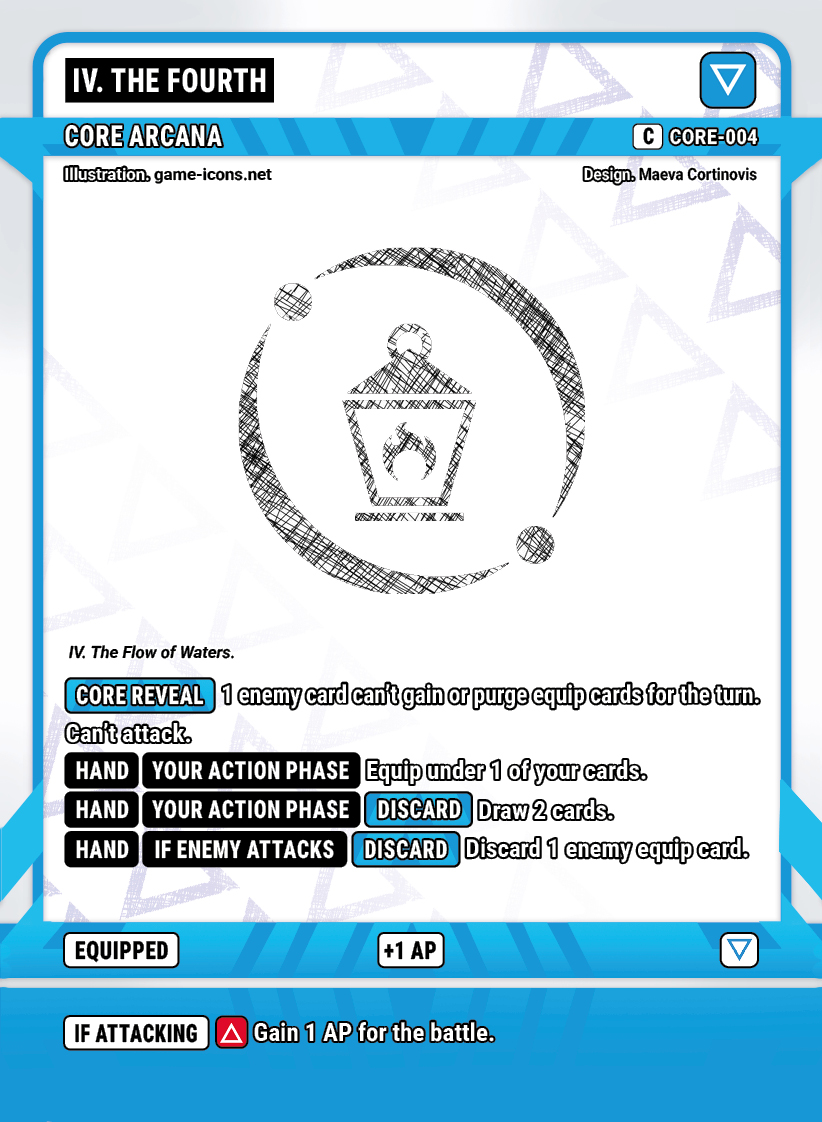 IV. THE FOURTH
CORE ARCANA
C CORE-004
Illustration. game-icons.net
Design. Maeva Cortinovis
IV. The Flow of Waters.
CORE REVEAL 1 enemy card can't gain or purge equip cards for the turn.
Can't attack.
HAND YOUR ACTION PHASE Equip under 1 of your cards.
HAND YOUR ACTION PHASE DISCARD Draw 2 cards.
HAND IF ENEMY ATTACKS DISCARD Discard 1 enemy equip card.
EQUIPPED
+1 AP
IF ATTACKING Gain 1 AP for the battle.